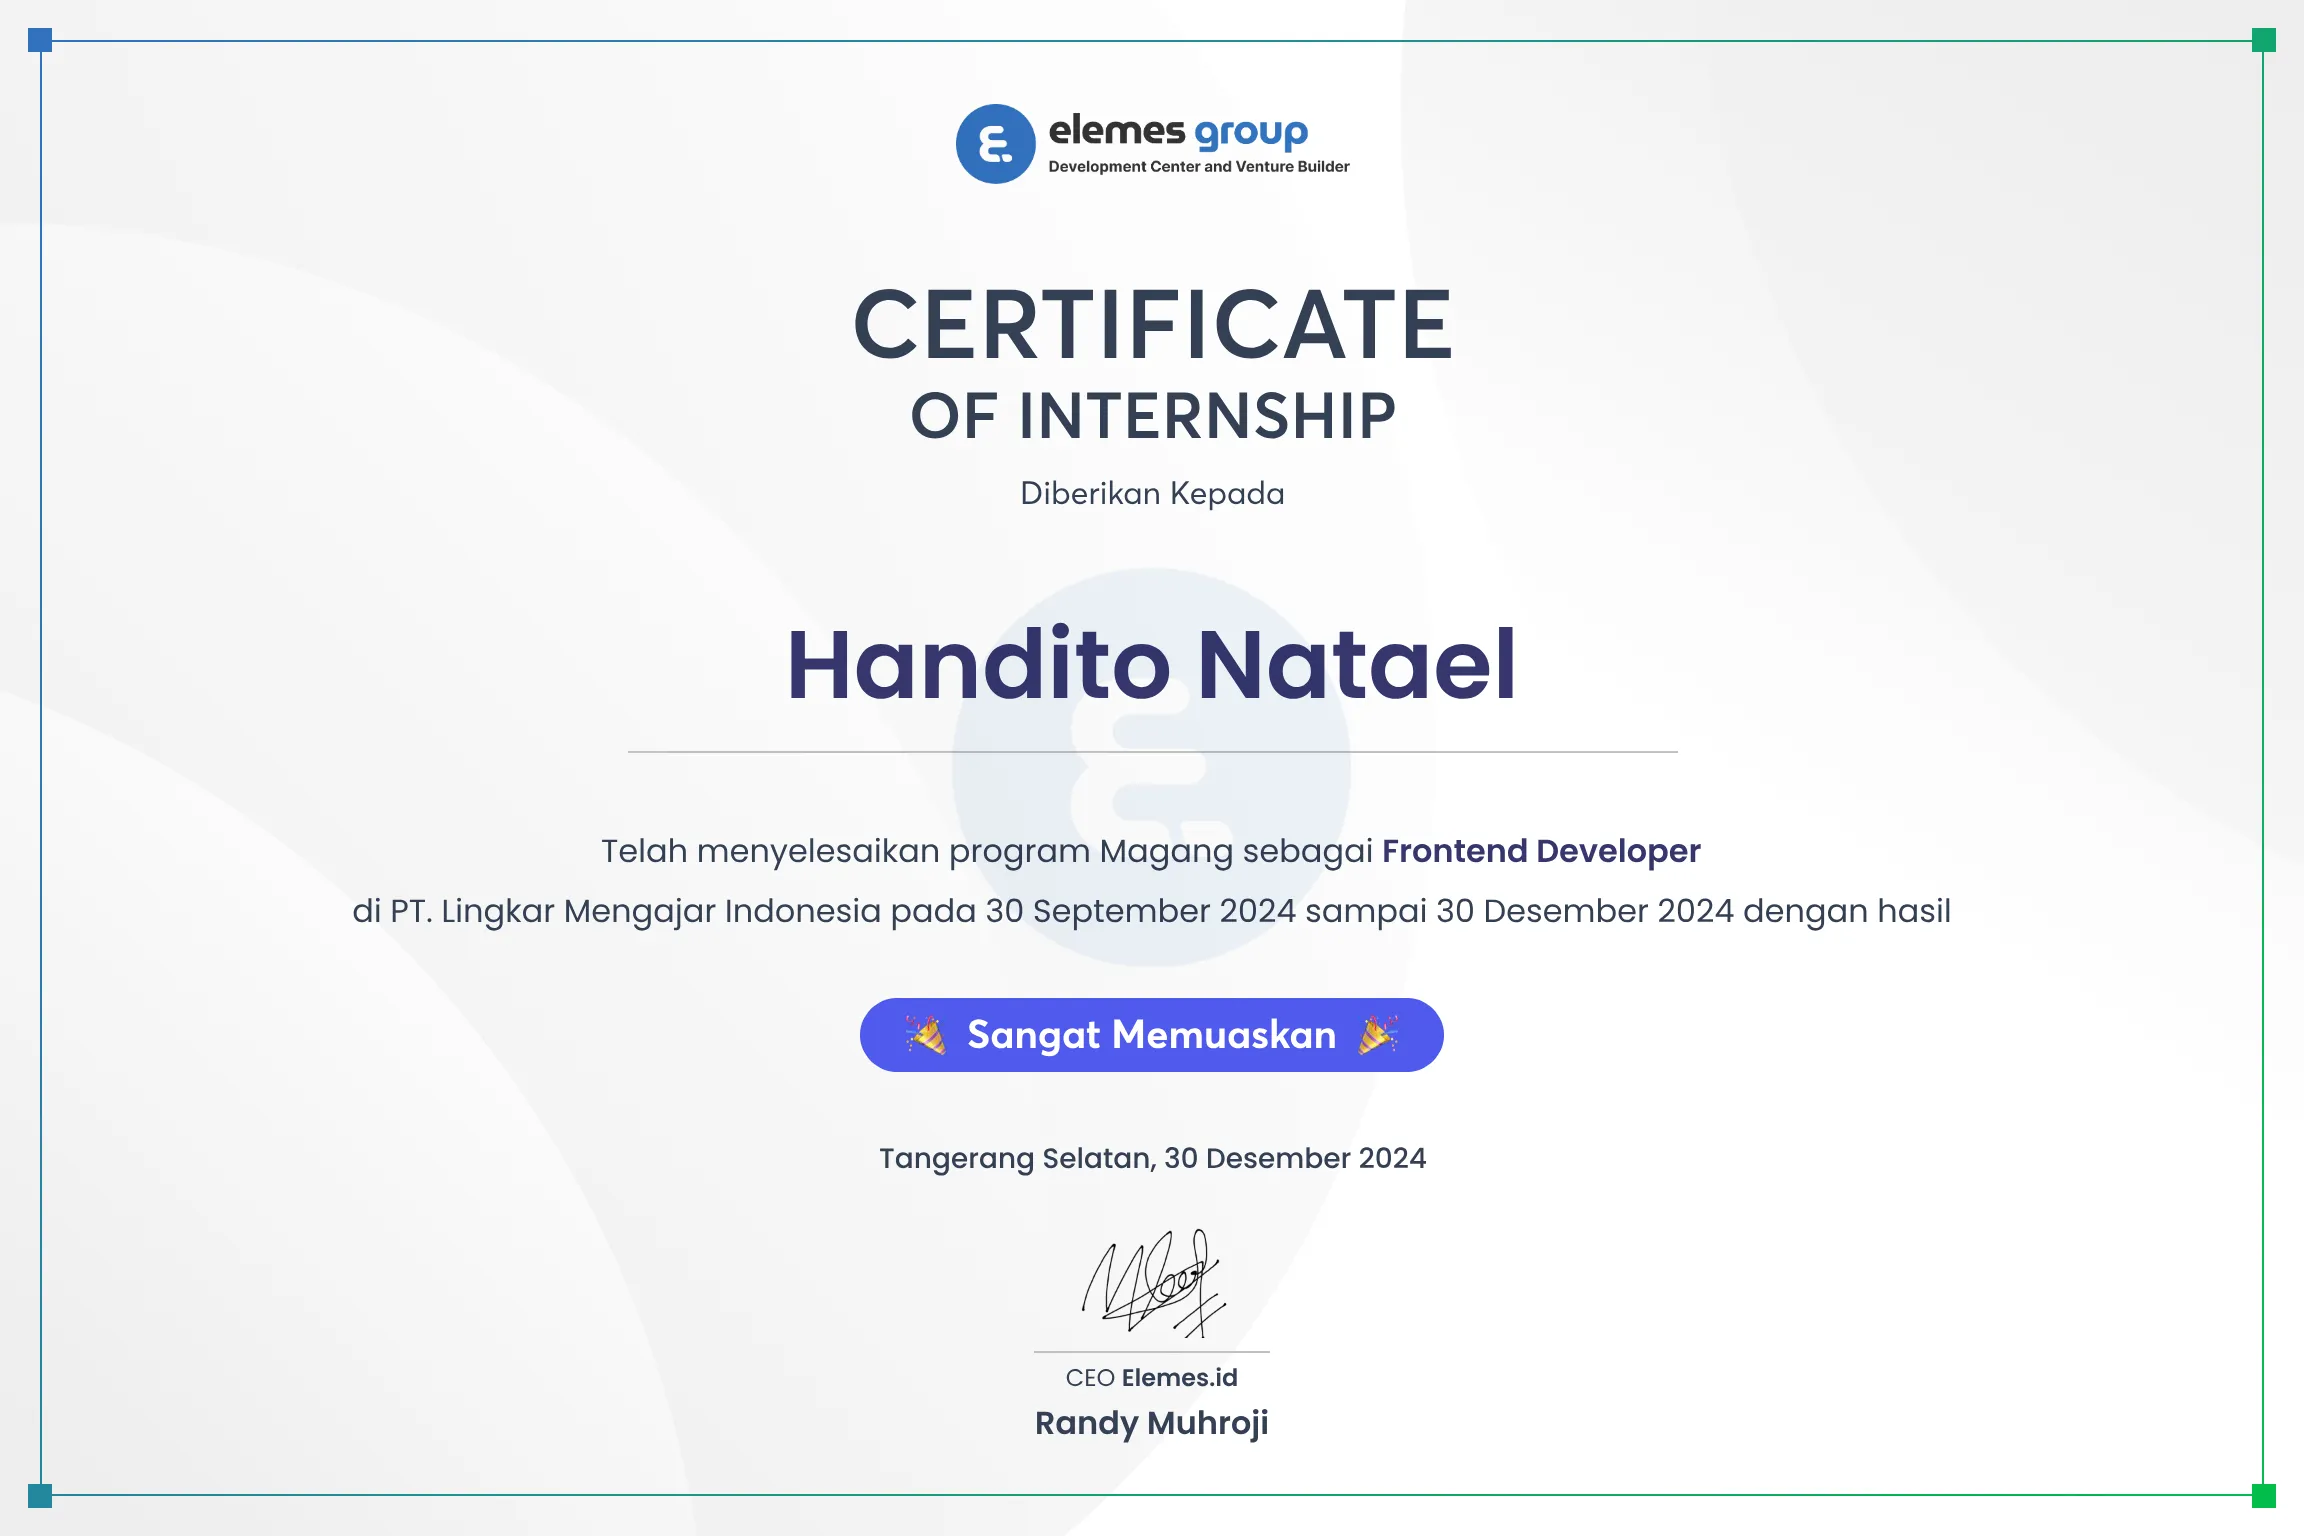 elemes group
Development Center and Venture Builder
CERTIFICATE
OF INTERNSHIP
Diberikan Kepada
Handito Natael
Telah menyelesaikan program Magang sebagai Frontend Developer
di PT. Lingkar Mengajar Indonesia pada 30 September 2024 sampai 30 Desember 2024 dengan hasil
🎉 Sangat Memuaskan 🎉
Tangerang Selatan, 30 Desember 2024
CEO Elemes.id
Randy Muhroji